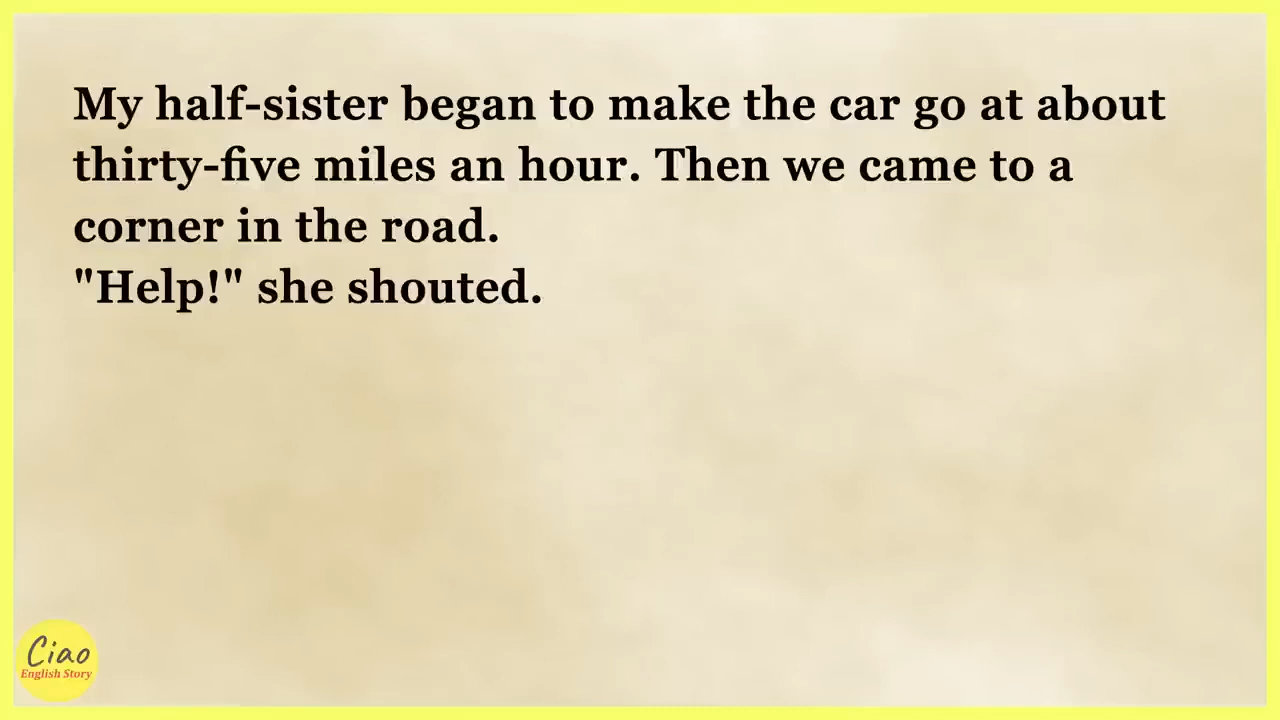 My half-sister began to make the car go at about
thirty-five miles an hour. Then we came to a
corner in the road.
"Help!" she shouted.
Ciao
English Story